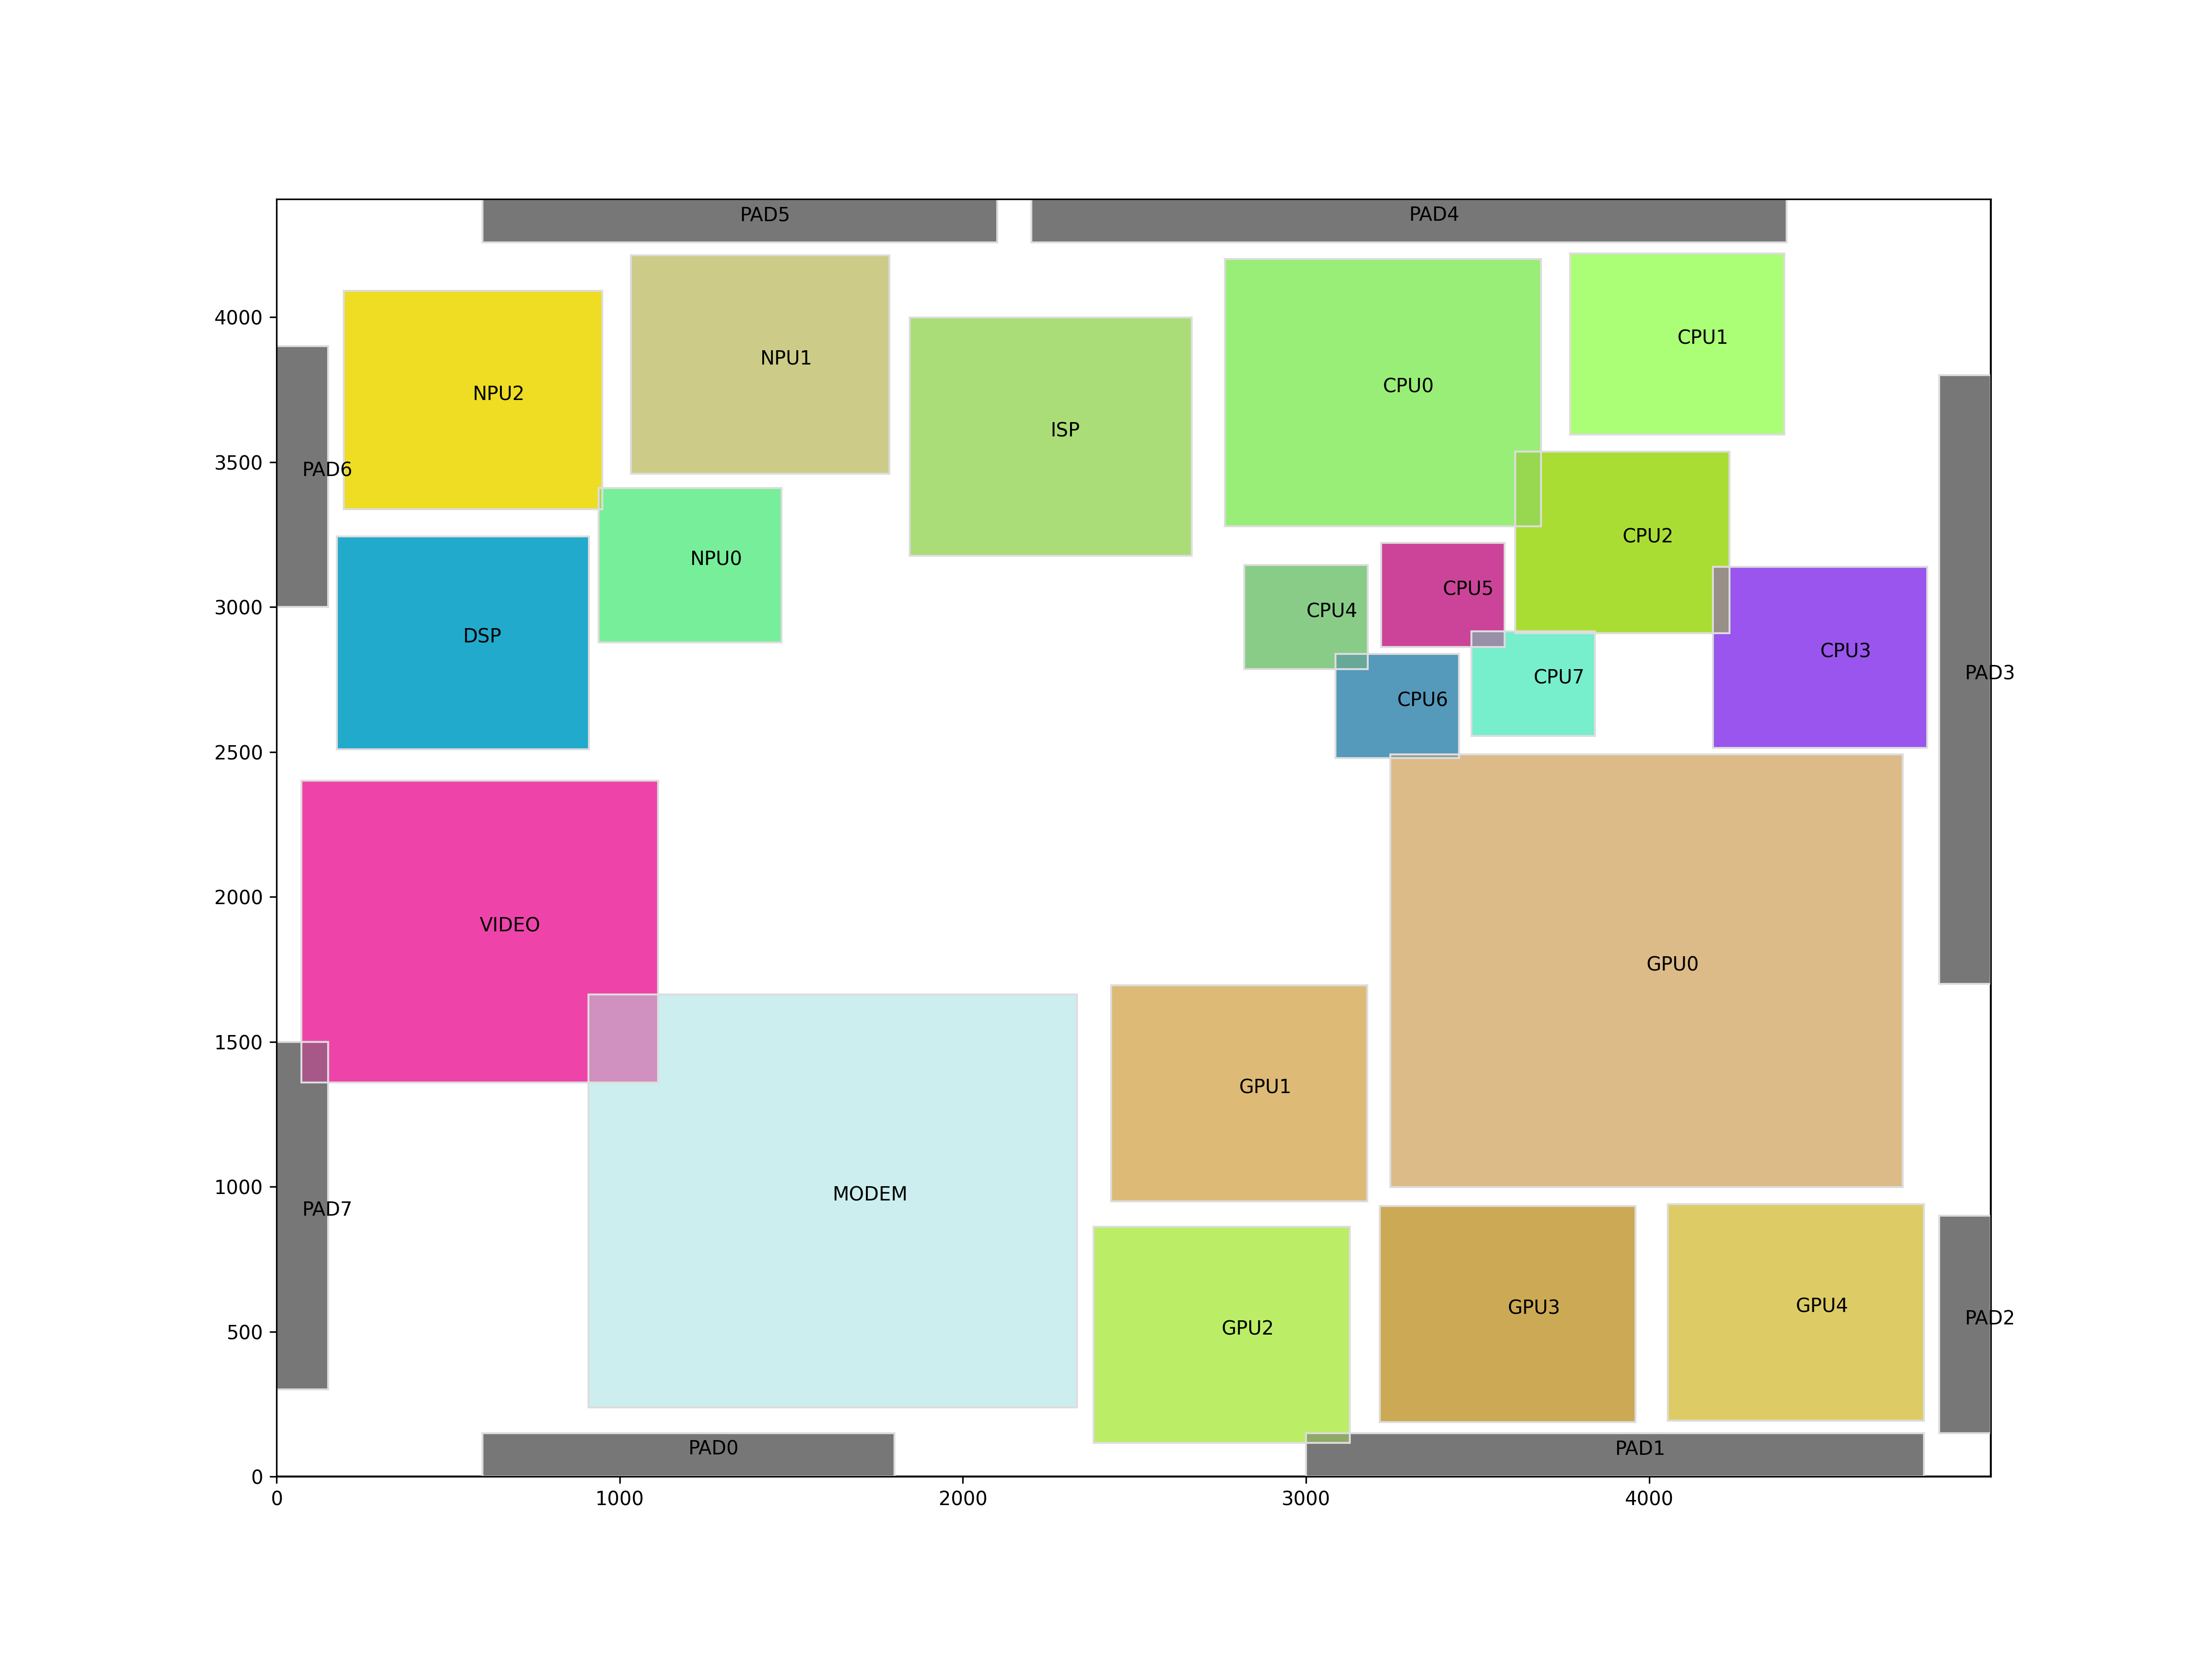 PAD5
PAD4
CPU1
4000
NPU1
CPU0
NPU2
ISP
3500
PAD6
CPU2
NPU0
CPU5
3000
CPU4
DSP
CPU3
PAD3
CPU7
CPU6
2500
2000
VIDEO
GPU0
1500
GPU1
1000
MODEM
PAD7
GPU4
GPU3
500
GPU2
PAD2
PAD0
PAD1
0
0 1000 2000 3000 4000